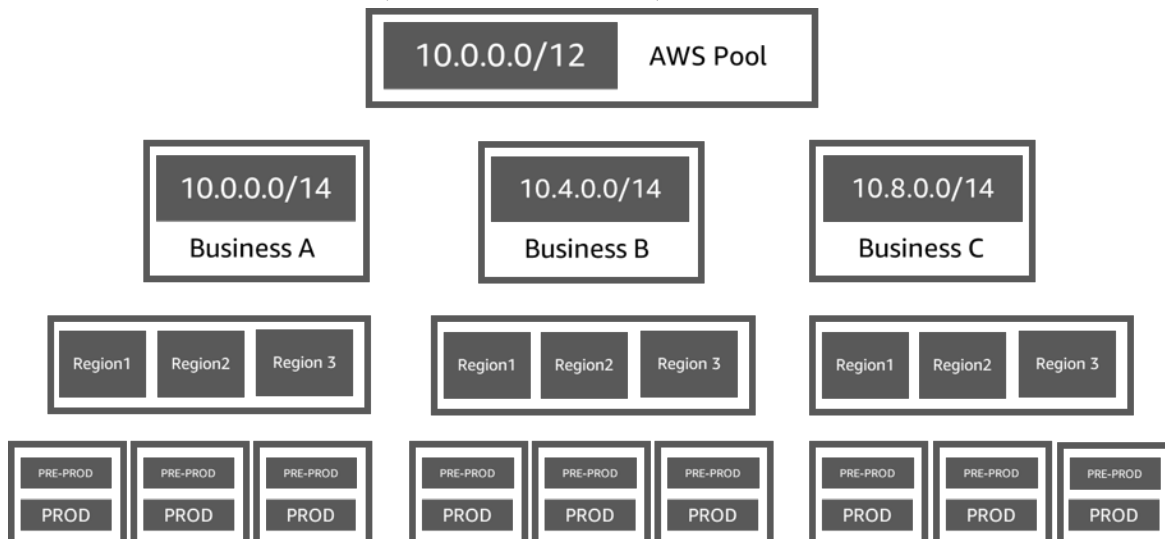 10.0.0.0/12 AWS Pool
10.0.0.0/14 10.4.0.0/14 10.8.0.0/14
Business A Business B Business C
Region1 Region2 Region 3 Region1 Region2 Region 3 Region1 Region2 Region 3
PRE-PROD PRE-PROD PRE-PROD PRE-PROD PRE-PROD PRE-PROD PRE-PROD PRE-PROD PRE-PROD
PROD PROD PROD PROD PROD PROD PROD PROD PROD